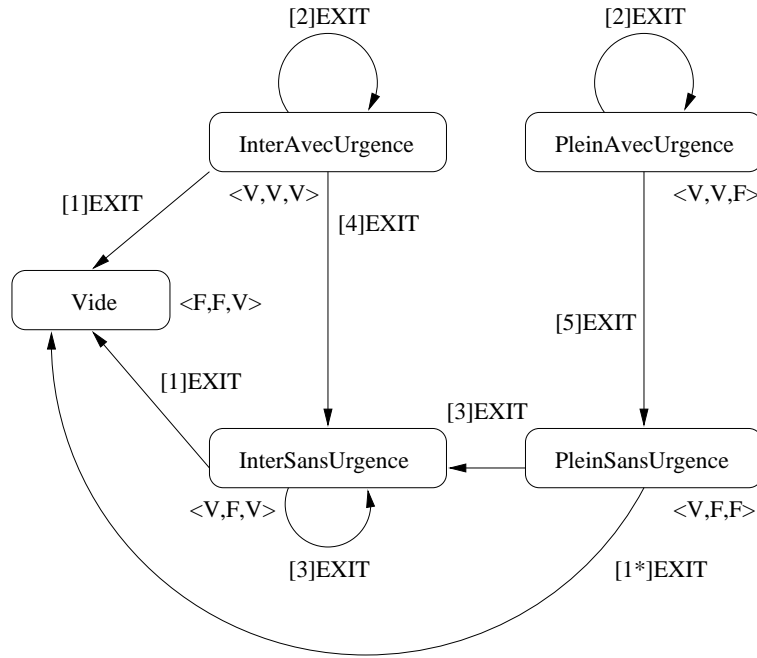 [2]EXIT
[2]EXIT
InterAvecUrgence
PleinAvecUrgence
<V,V,V>
<V,V,F>
[1]EXIT
[4]EXIT
Vide
<F,F,V>
[5]EXIT
[1]EXIT
[3]EXIT
InterSansUrgence
PleinSansUrgence
<V,F,V>
<V,F,F>
[3]EXIT
[1*]EXIT